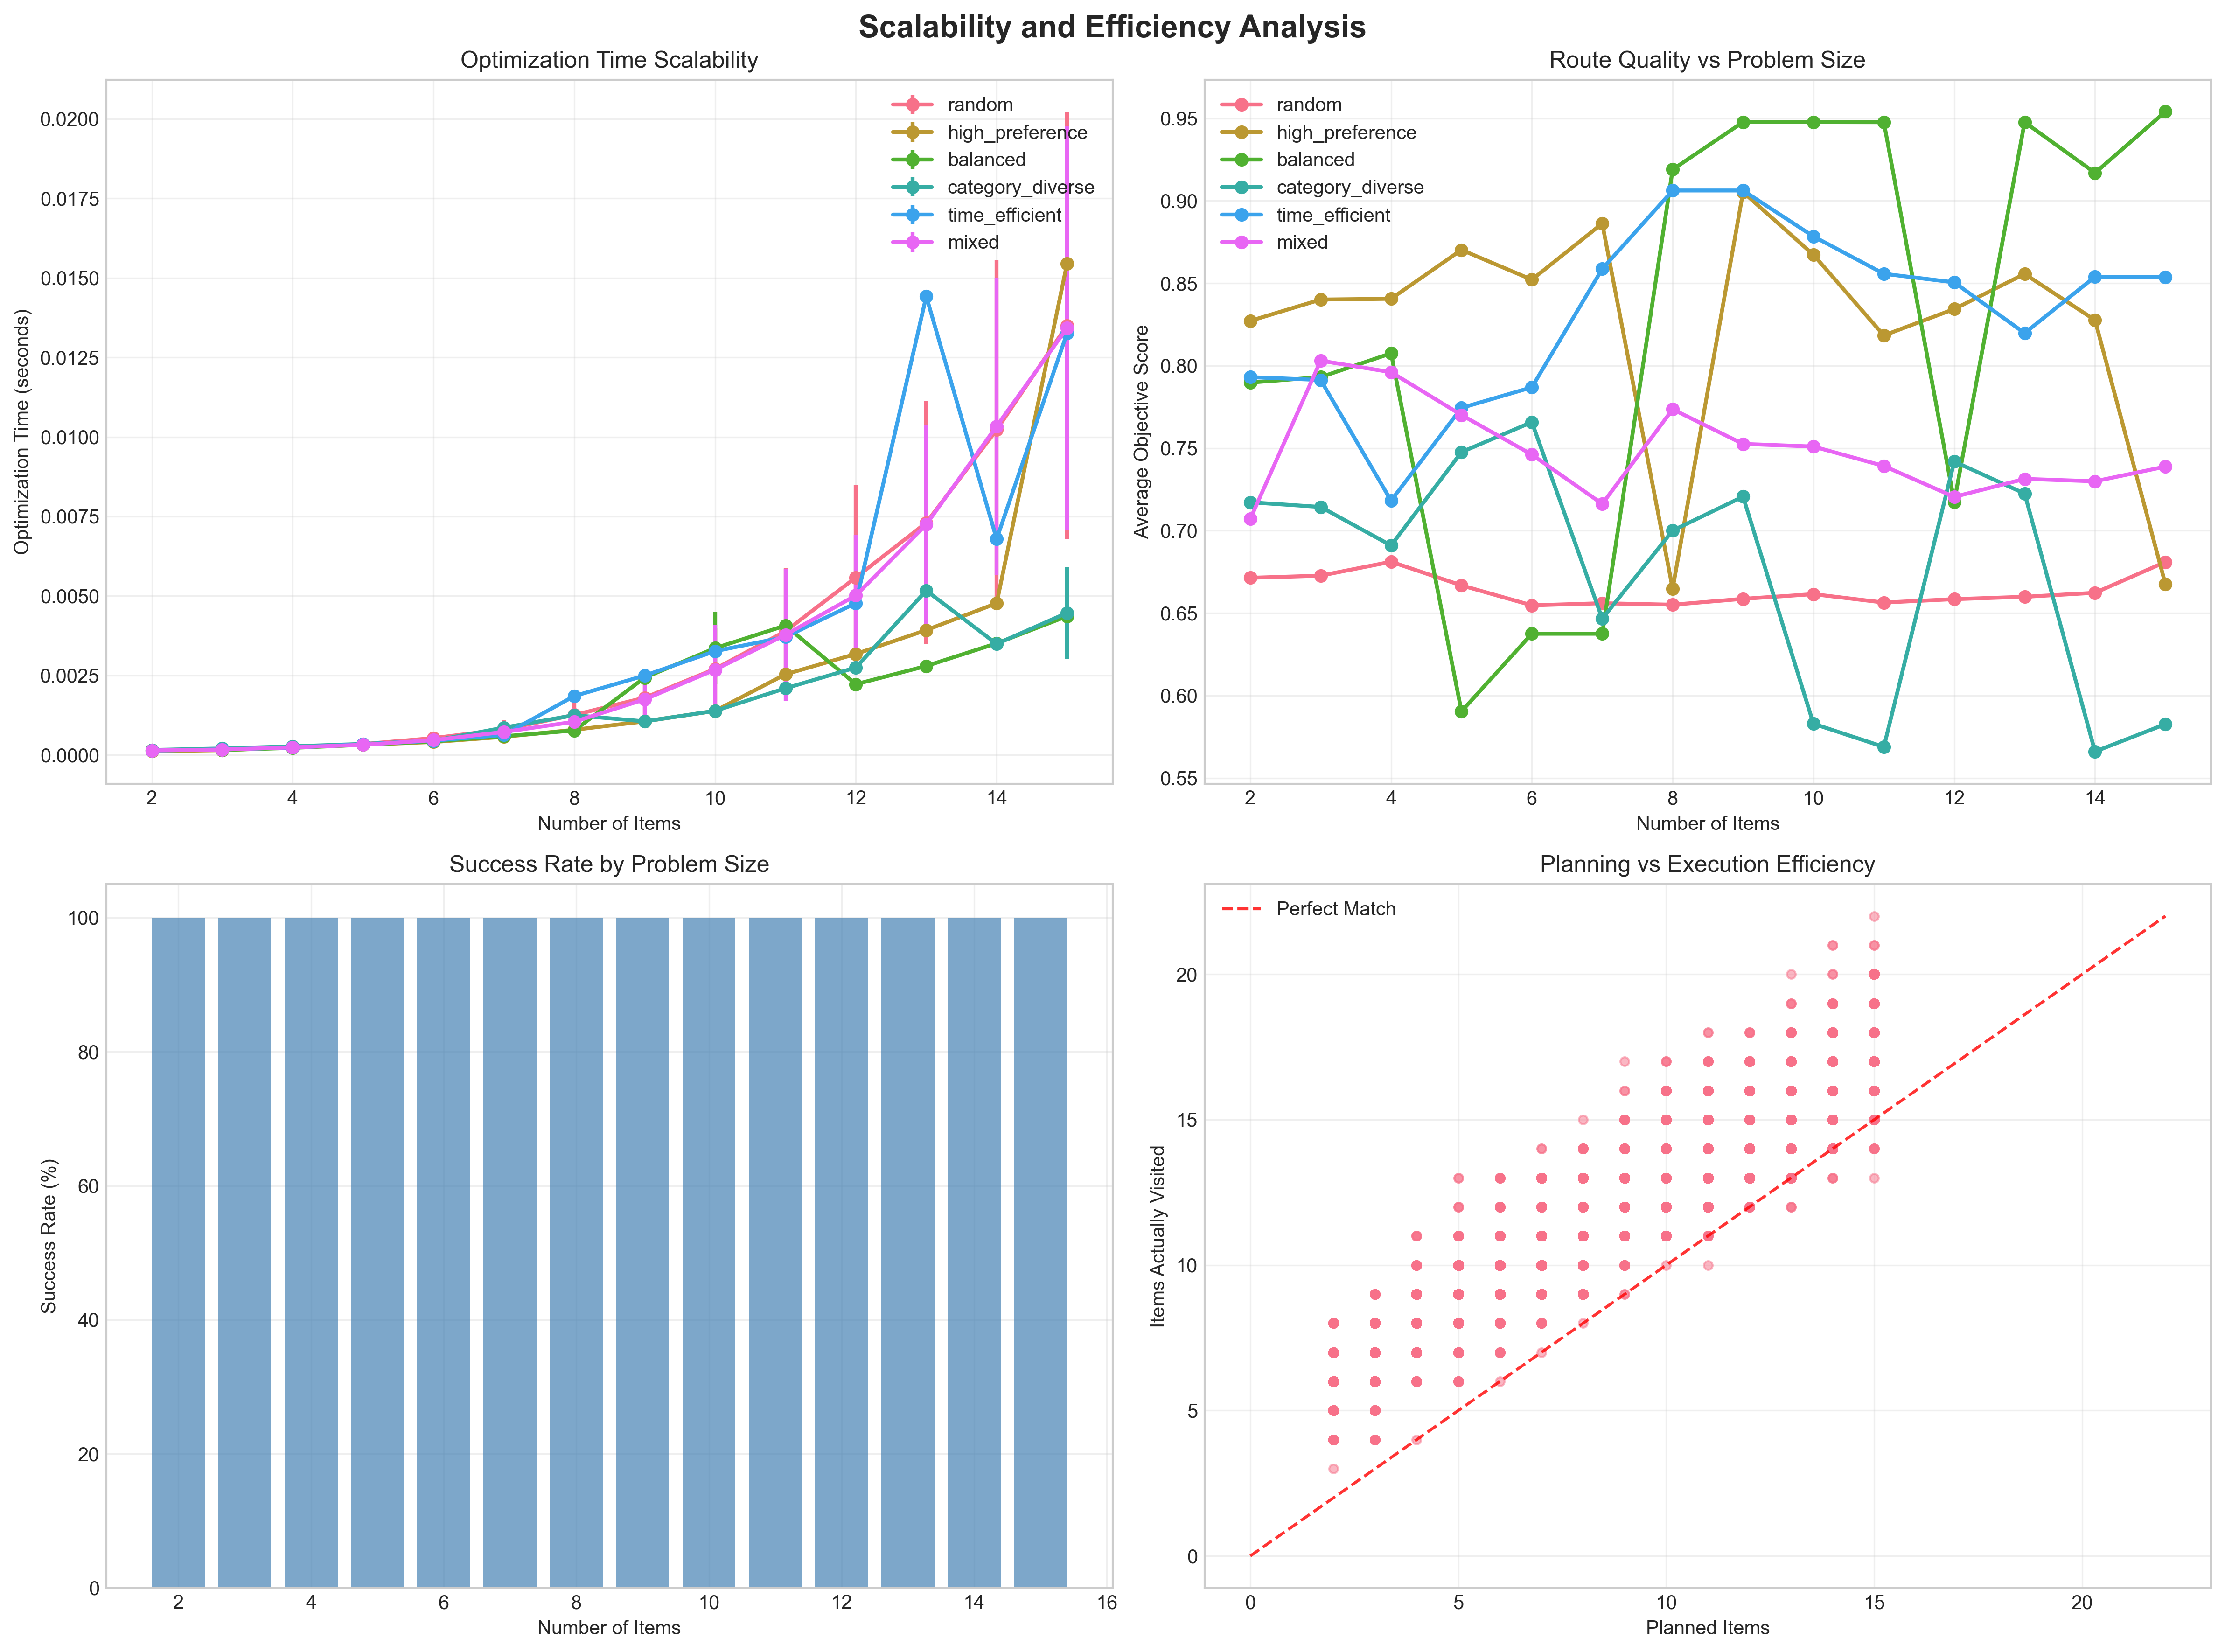 Scalability and Efficiency Analysis
Optimization Time Scalability
Optimization Time (seconds)
0.0200
0.0175
0.0150
0.0125
0.0100
0.0075
0.0050
0.0025
0.0000
random
high_preference
balanced
category_diverse
time_efficient
mixed
2 4 6 8 10 12 14
Number of Items
Route Quality vs Problem Size
Average Objective Score
0.95
0.90
0.85
0.80
0.75
0.70
0.65
0.60
0.55
random
high_preference
balanced
category_diverse
time_efficient
mixed
2 4 6 8 10 12 14
Number of Items
Success Rate by Problem Size
Success Rate (%)
100
80
60
40
20
0
2 4 6 8 10 12 14 16
Number of Items
Planning vs Execution Efficiency
Items Actually Visited
Perfect Match
20
15
10
5
0
0 5 10 15 20
Planned Items